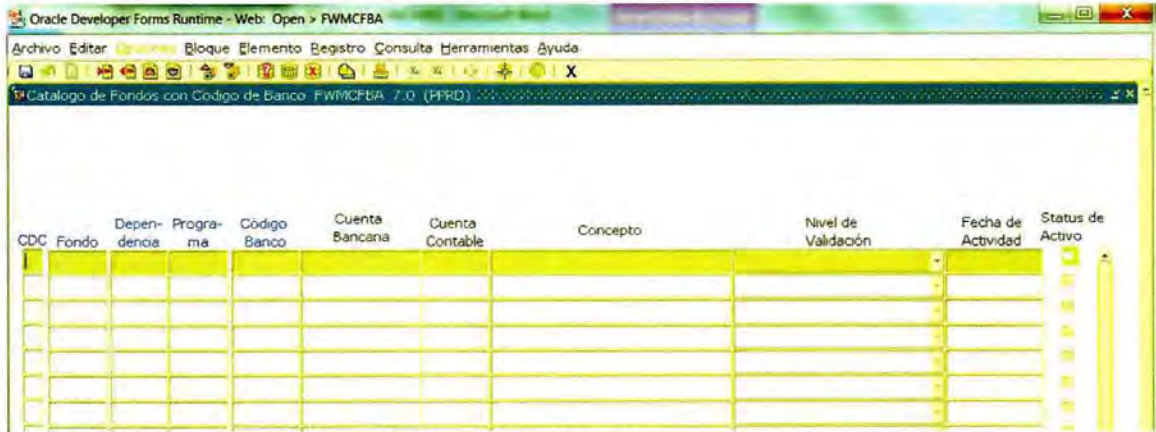 Oracle Developer Forms Runtime - Web: Open > FWMCFBA
Archivo Editar Opciones Bloque Elemento Registro Consulta Herramientas Ayuda
Catalogo de Fondos con Codigo de Banco FWMCFBA 7.0 (PPRD)
CDC Fondo Depen- dencia Progra- ma Código Banco Cuenta Bancaria Cuenta Contable Concepto Nivel de Validación Fecha de Actividad Status de Activo